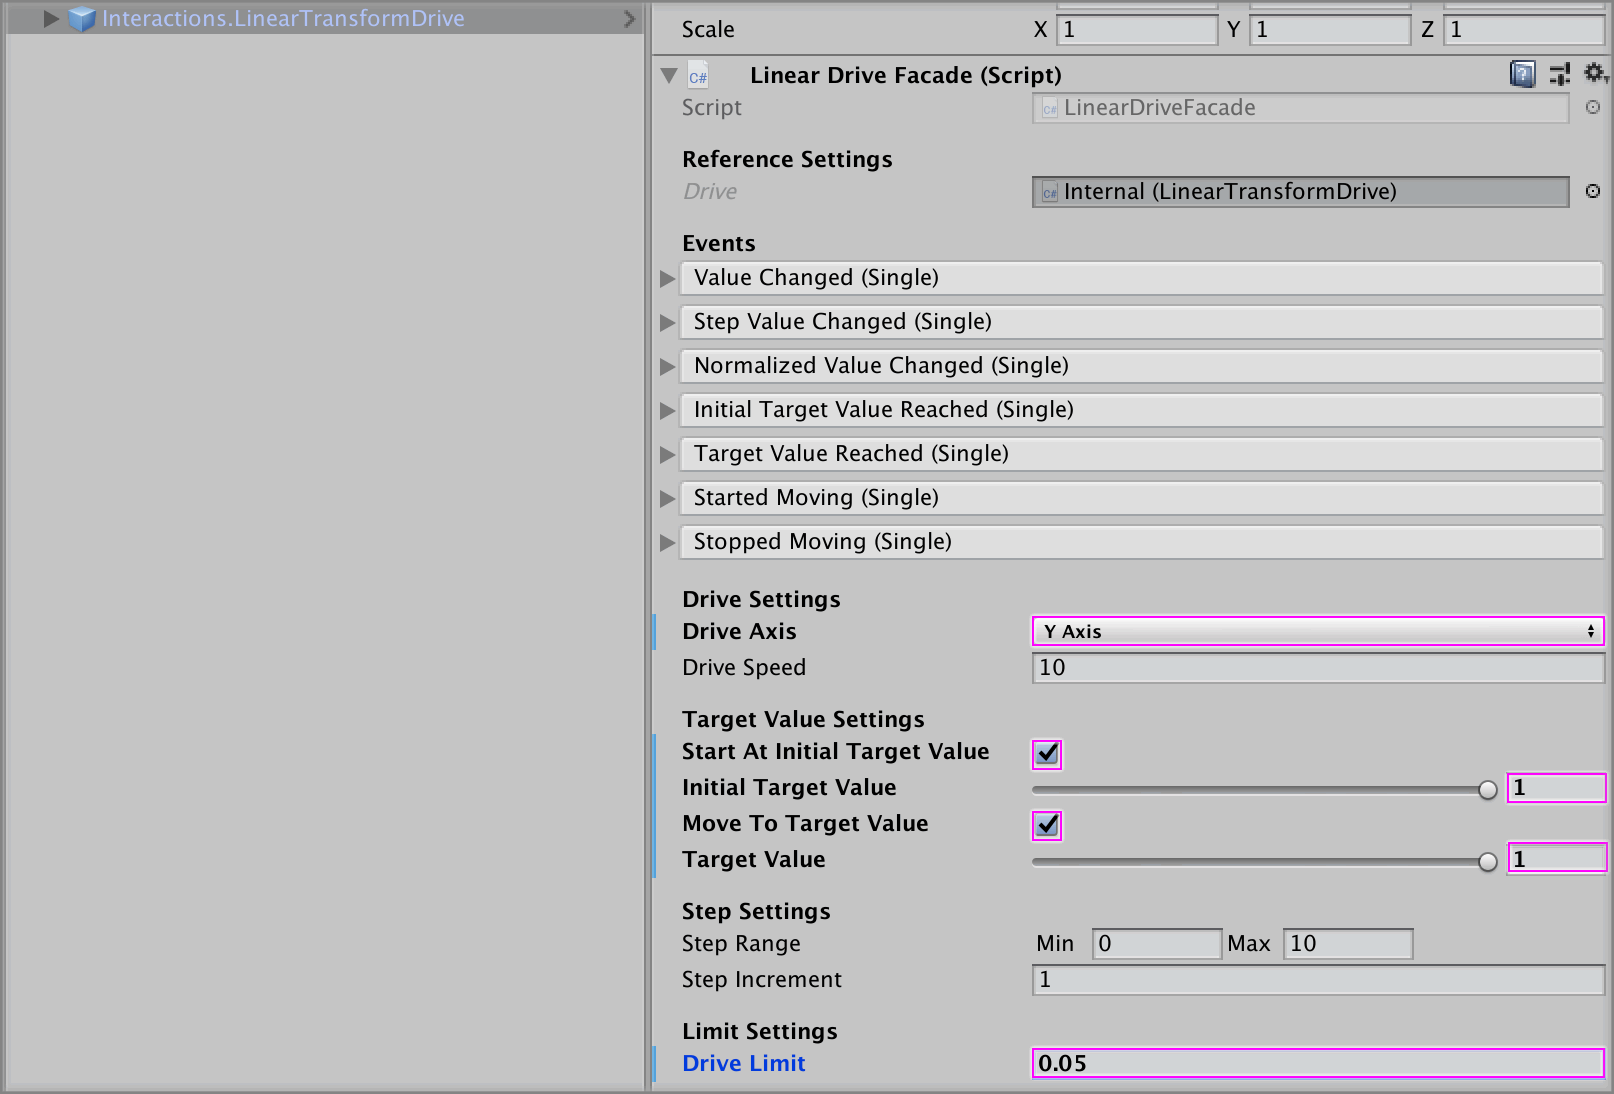 Interactions.LinearTransformDrive
Scale X 1 Y 1 Z 1
C# Linear Drive Facade (Script) ?
Script C# LinearDriveFacade
Reference Settings
Drive C# Internal (LinearTransformDrive)
Events
Value Changed (Single)
Step Value Changed (Single)
Normalized Value Changed (Single)
Initial Target Value Reached (Single)
Target Value Reached (Single)
Started Moving (Single)
Stopped Moving (Single)
Drive Settings
Drive Axis Y Axis
Drive Speed 10
Target Value Settings
Start At Initial Target Value
Initial Target Value 1
Move To Target Value
Target Value 1
Step Settings
Step Range Min 0 Max 10
Step Increment 1
Limit Settings
Drive Limit 0.05